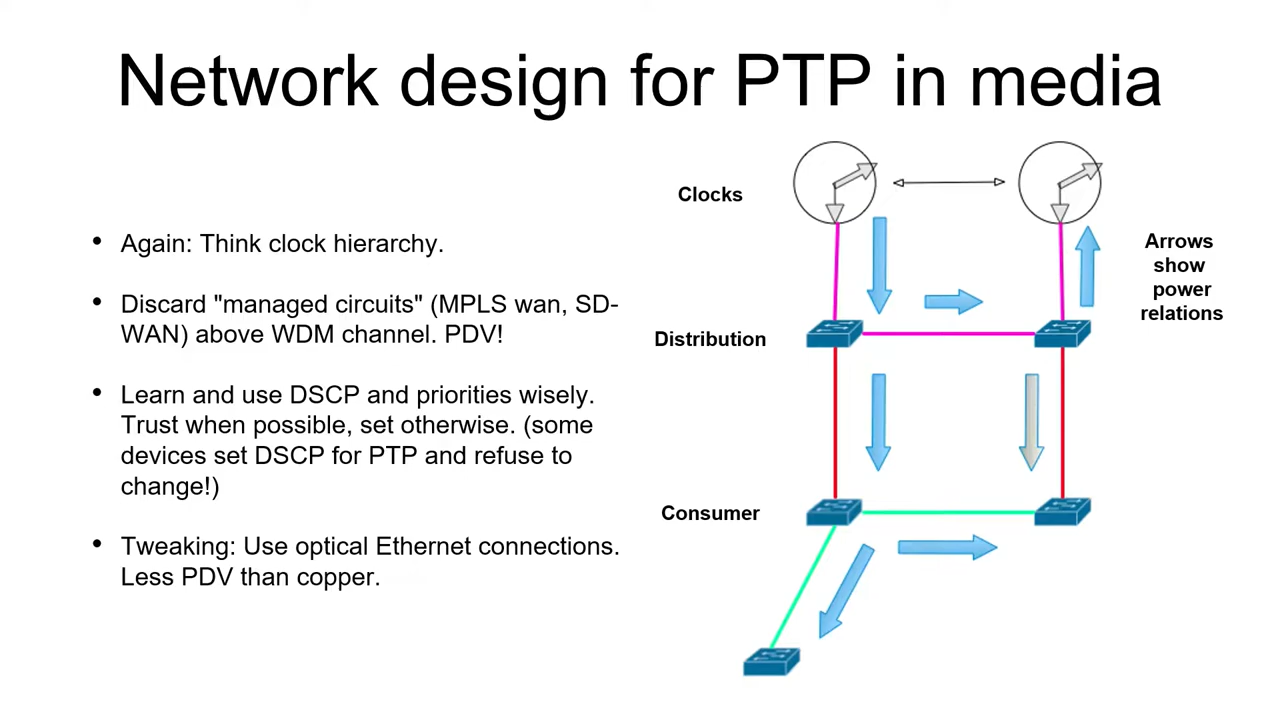 Network design for PTP in media
• Again: Think clock hierarchy.
• Discard "managed circuits" (MPLS wan, SD-
WAN) above WDM channel. PDV!
• Learn and use DSCP and priorities wisely.
Trust when possible, set otherwise. (some
devices set DSCP for PTP and refuse to
change!)
• Tweaking: Use optical Ethernet connections.
Less PDV than copper.
Clocks
Arrows
show
power
relations
Distribution
Consumer